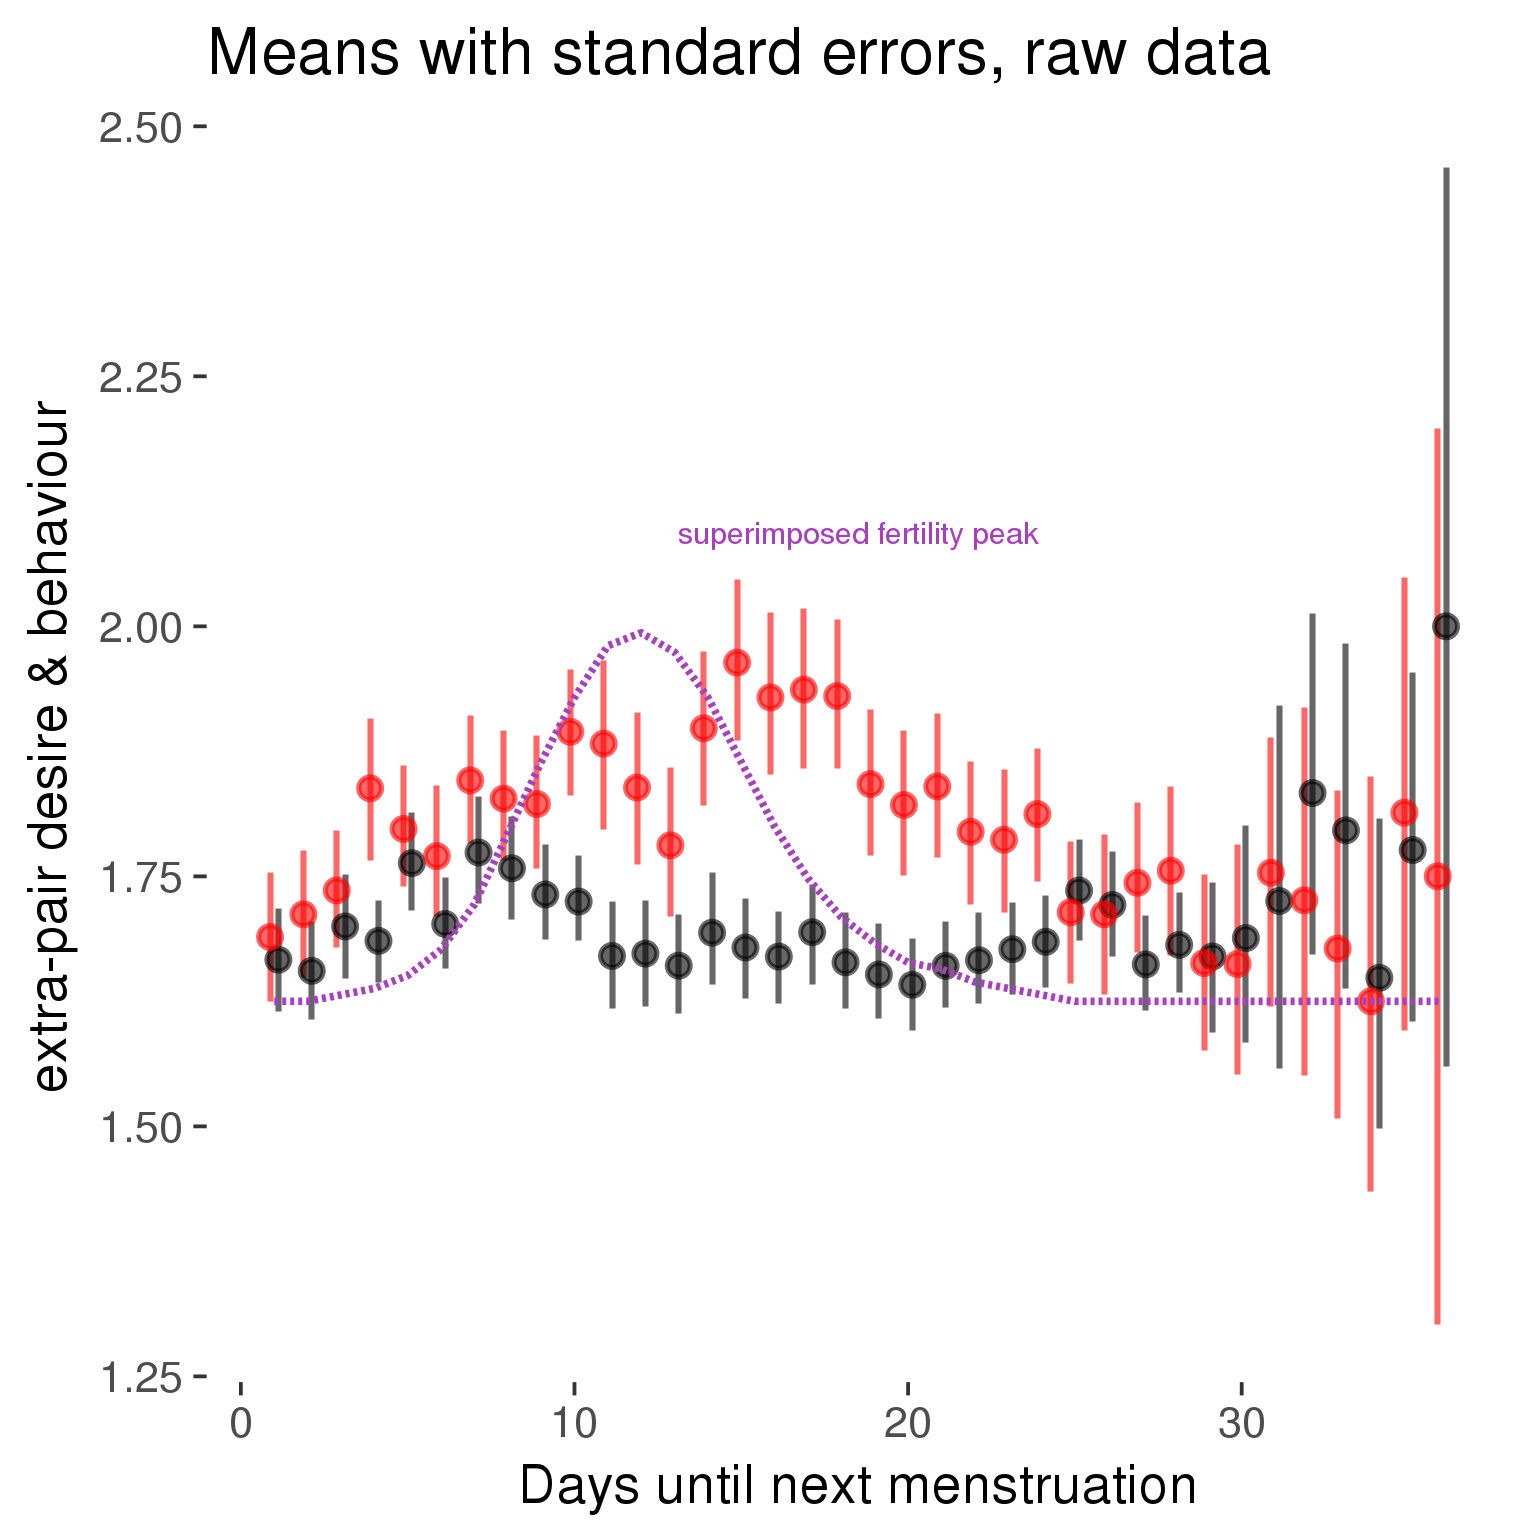 Means with standard errors, raw data
2.50
2.25
2.00
1.75
1.50
1.25
extra-pair desire & behaviour
superimposed fertility peak
0 10 20 30
Days until next menstruation